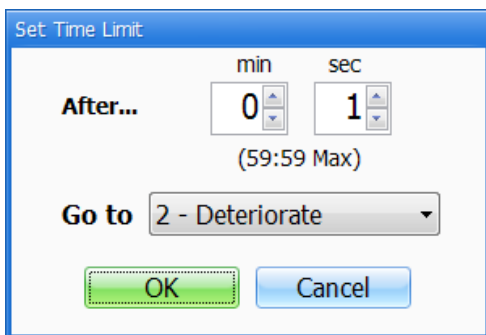 Set Time Limit
min sec
After... 0 1
(59:59 Max)
Go to 2 - Deteriorate
OK Cancel